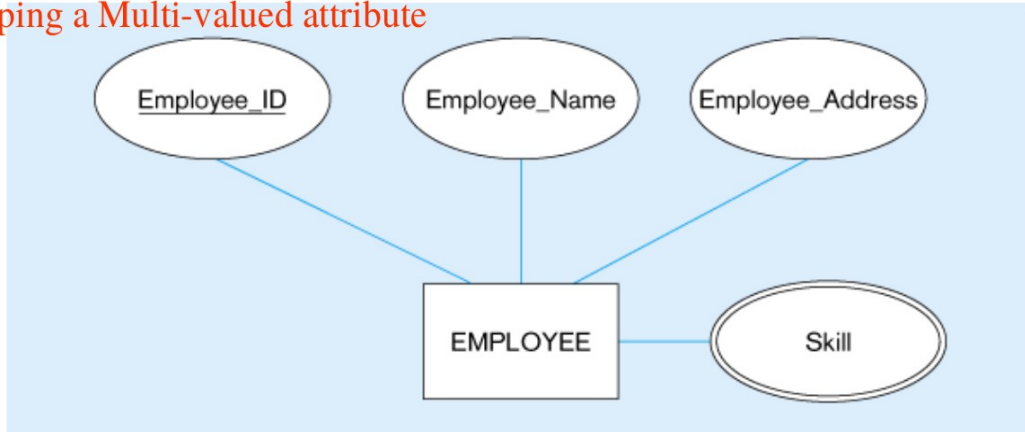 ping a Multi-valued attribute
Employee_ID
Employee_Name
Employee_Address
EMPLOYEE
Skill